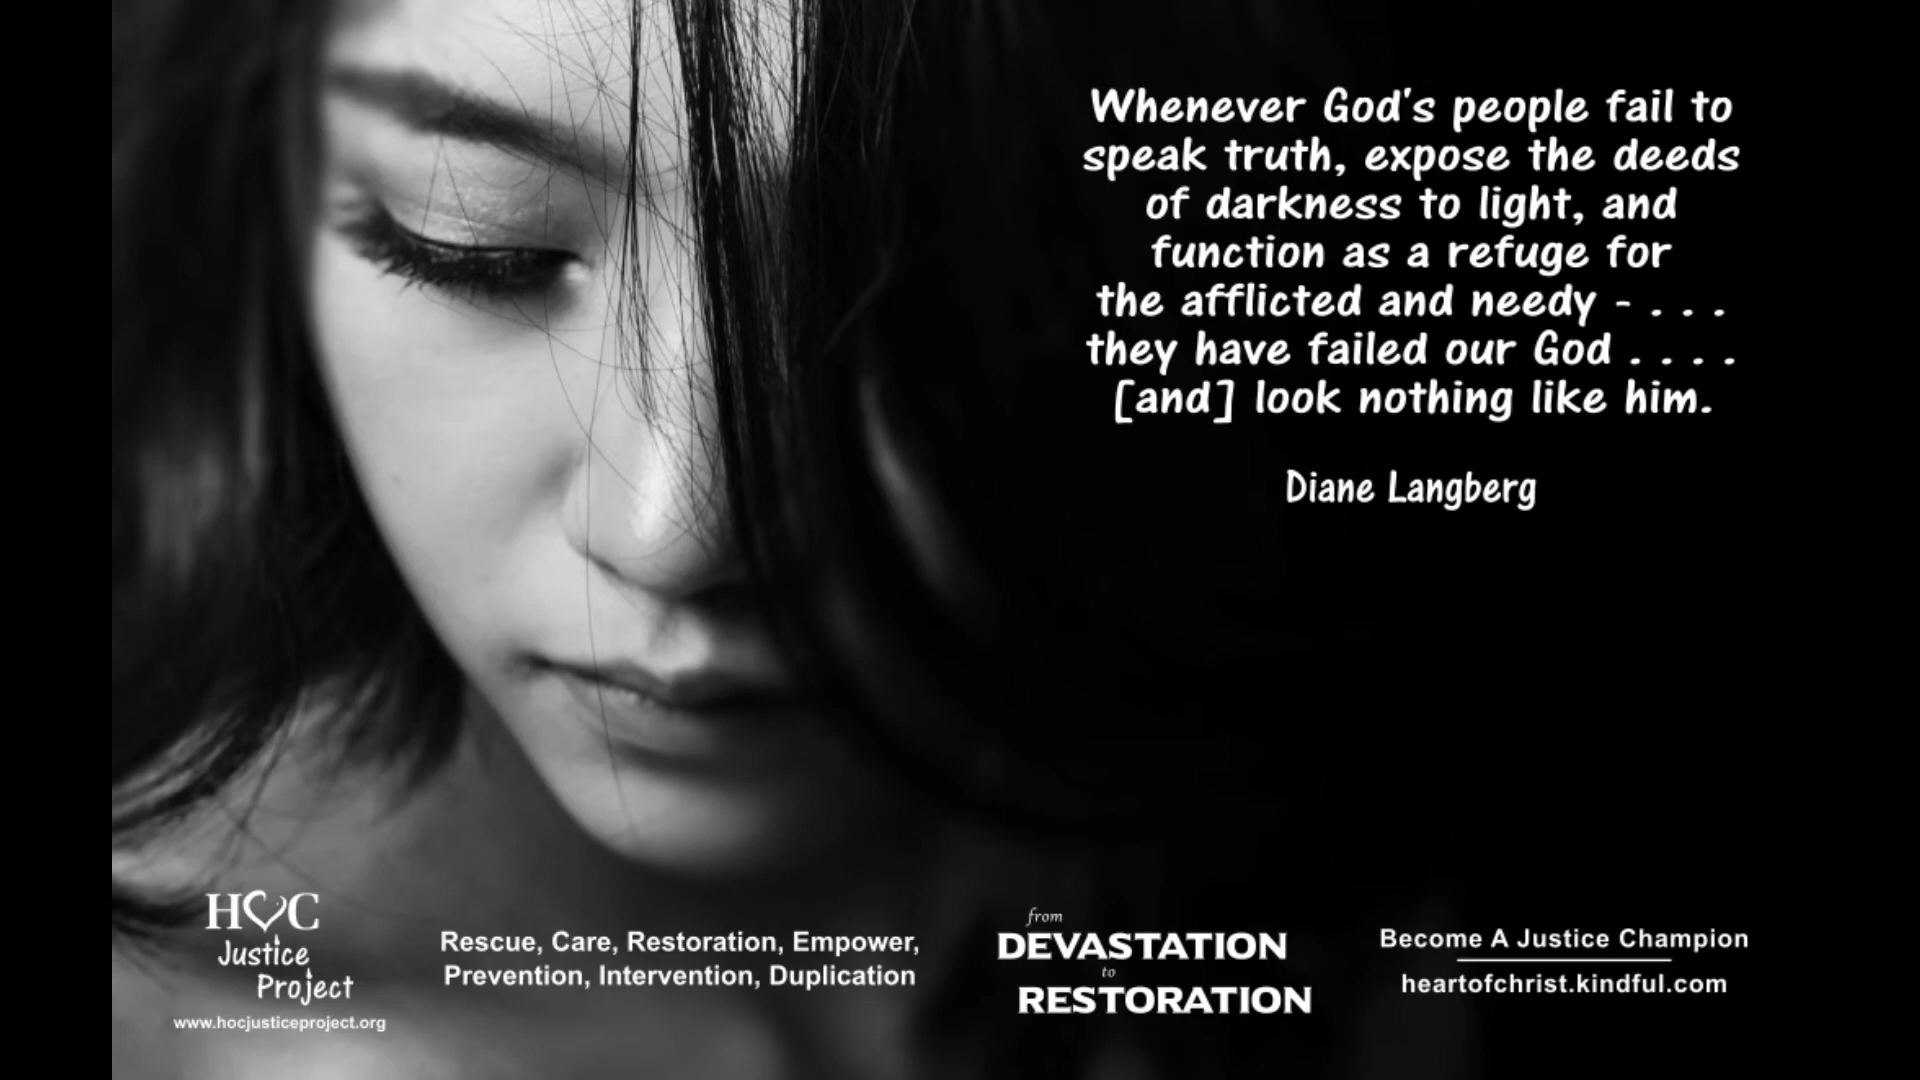 Whenever God's people fail to
speak truth, expose the deeds
of darkness to light, and
function as a refuge for
the afflicted and needy - . . .
they have failed our God . . . .
[and] look nothing like him.
Diane Langberg
HOC
Justice
Project
www.hocjusticeproject.org
Rescue, Care, Restoration, Empower,
Prevention, Intervention, Duplication
from
DEVASTATION
to
RESTORATION
Become A Justice Champion
heartofchrist.kindful.com